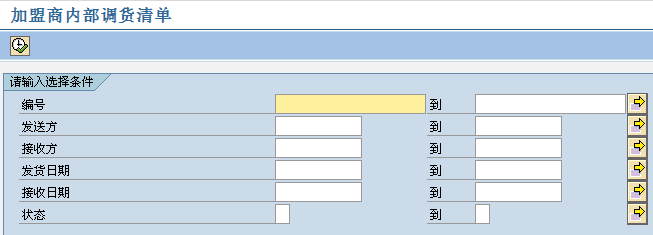 加盟商内部调货清单
请输入选择条件
编号 到
发送方 到
接收方 到
发货日期 到
接收日期 到
状态 到